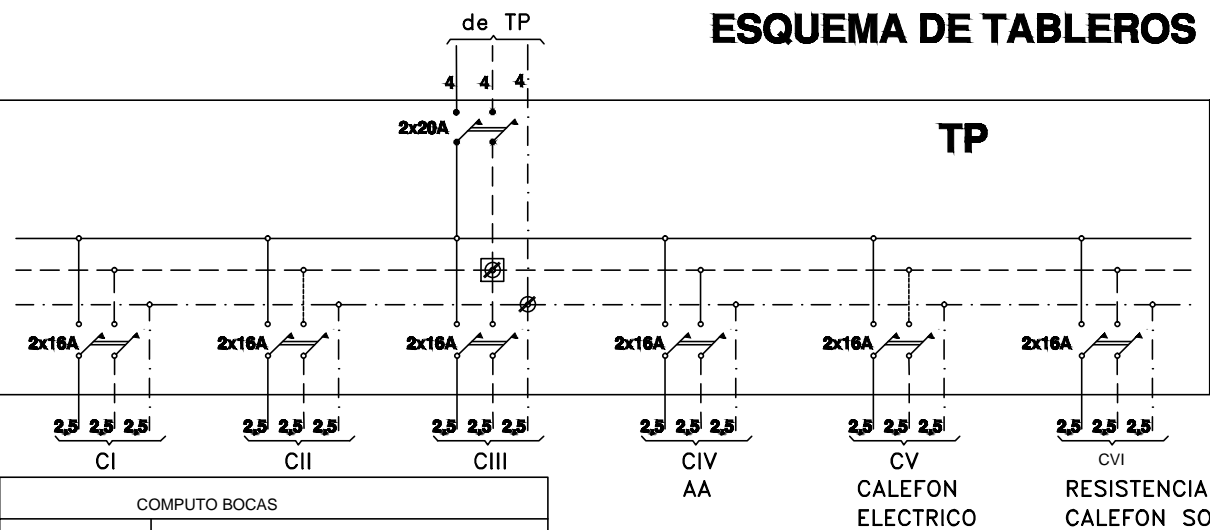 de TP
ESQUEMA DE TABLEROS
4 4 4
2x20A
TP
2x16A 2x16A 2x16A 2x16A 2x16A 2x16A
2,5 2,5 2,5 2,5 2,5 2,5 2,5 2,5 2,5 2,5 2,5 2,5 2,5 2,5 2,5 2,5 2,5 2,5
CI CII CIII CIV CV CVI
AA CALEFON RESISTENCIA
ELECTRICO CALEFON SO
COMPUTO BOCAS